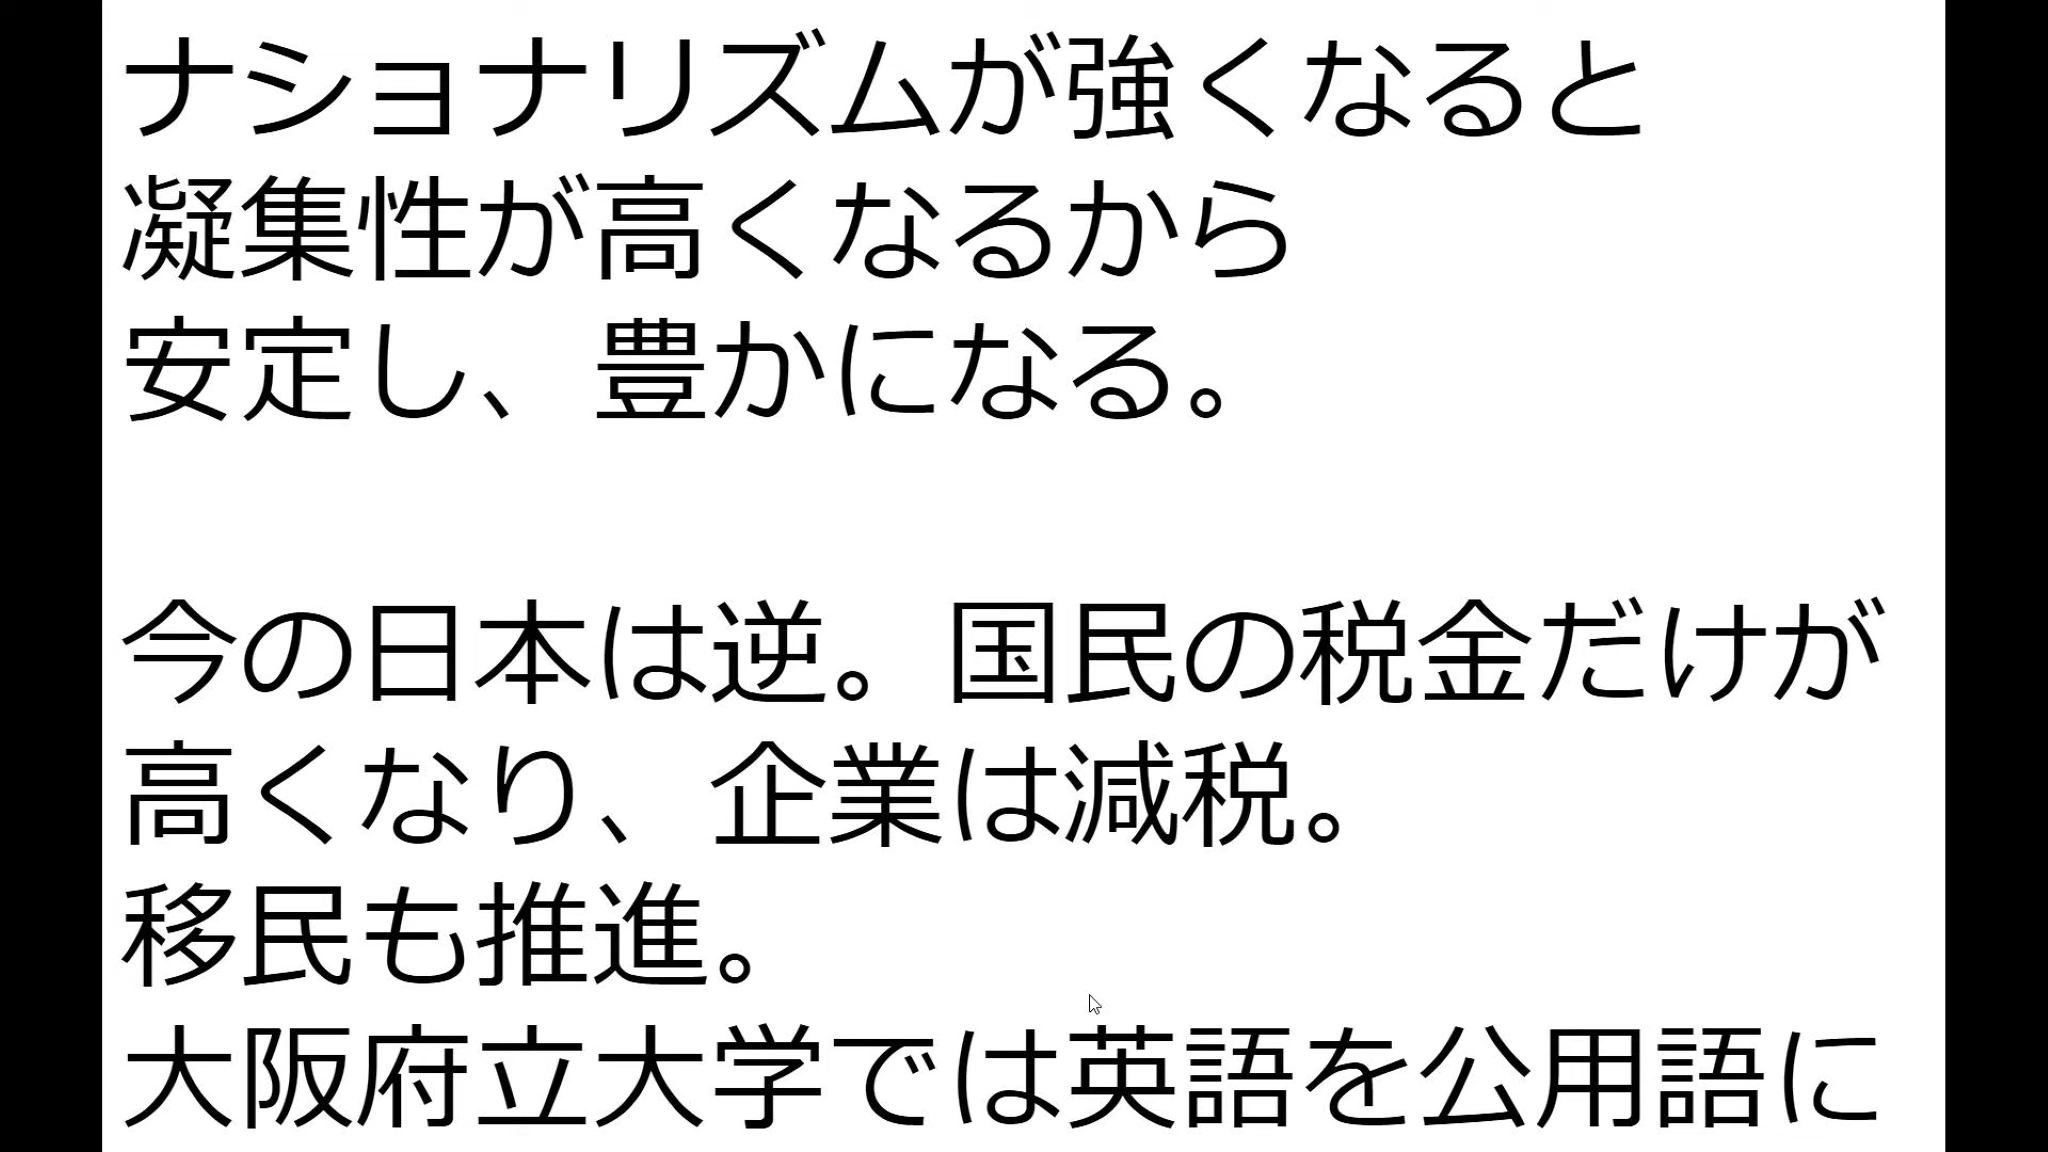 ナショナリズムが強くなると
凝集性が高くなるから
安定し、豊かになる。
今の日本は逆。国民の税金だけが
高くなり、企業は減税。
移民も推進。
大阪府立大学では英語を公用語に